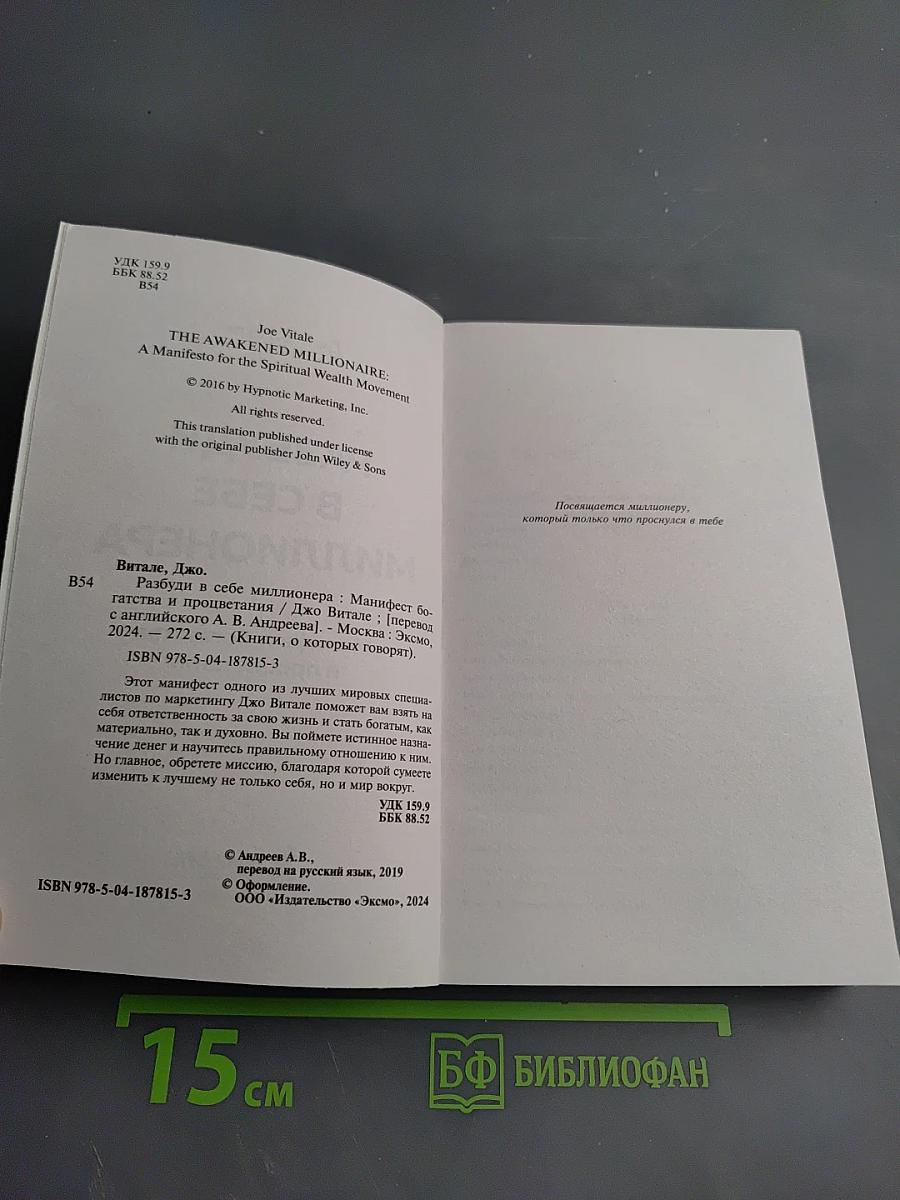 УДК 159.9
ББК 88.52
В54
Joe Vitale
THE AWAKENED MILLIONAIRE:
A Manifesto for the Spiritual Wealth Movement
© 2016 by Hypnotic Marketing, Inc.
All rights reserved.
This translation published under license
with the original publisher John Wiley & Sons
Витале, Джо.
В54 Разбуди в себе миллионера : Манифест бо-
гатства и процветания / Джо Витале ; [перевод
с английского А. В. Андреева]. - Москва : Эксмо,
2024. — 272 с. — (Книги, о которых говорят).
ISBN 978-5-04-187815-3
Этот манифест одного из лучших мировых специа-
листов по маркетингу Джо Витале поможет вам взять на
себя ответственность за свою жизнь и стать богатым, как
материально, так и духовно. Вы поймете истинное назна-
чение денег и научитесь правильному отношению к ним.
Но главное, обретете миссию, благодаря которой сумеете
изменить к лучшему не только себя, но и мир вокруг.
УДК 159.9
ББК 88.52
© Андреев А.В.,
перевод на русский язык, 2019
© Оформление.
ООО «Издательство «Эксмо», 2024
ISBN 978-5-04-187815-3
Посвящается миллионеру,
который только что проснулся в тебе
15 см
БФ БИБЛИОФАН